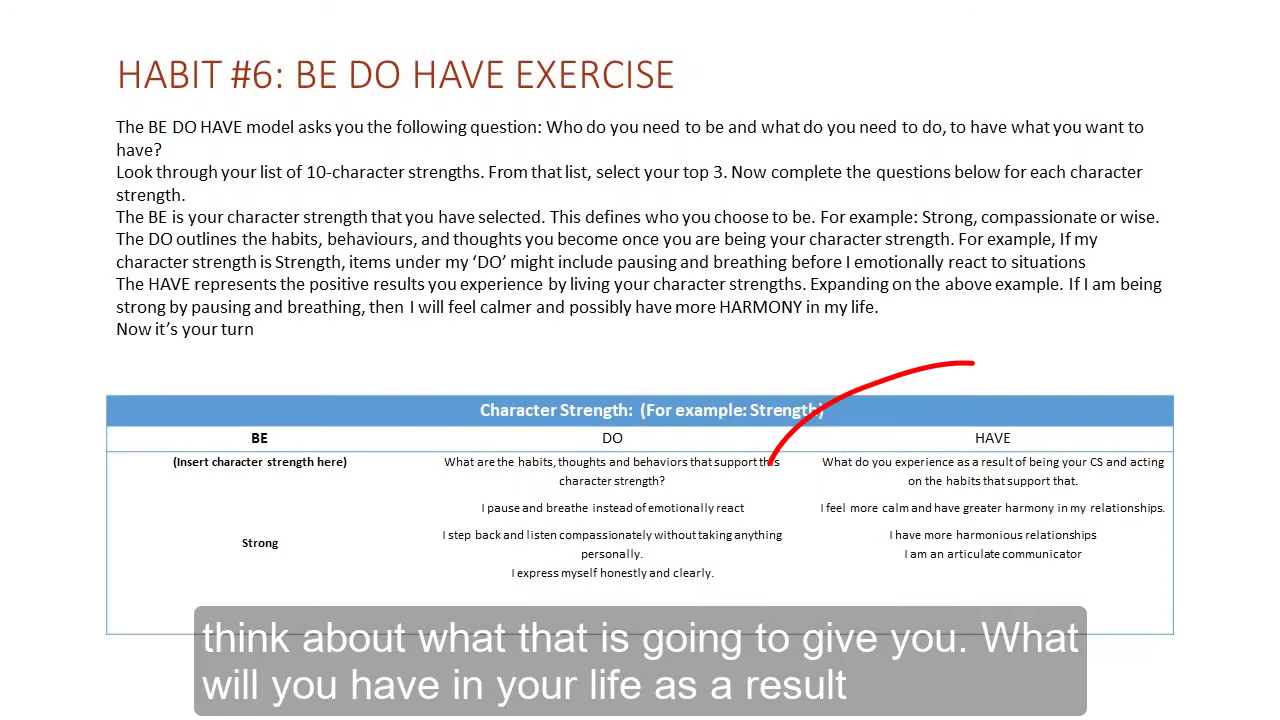 HABIT #6: BE DO HAVE EXERCISE
The BE DO HAVE model asks you the following question: Who do you need to be and what do you need to do, to have what you want to
have?
Look through your list of 10-character strengths. From that list, select your top 3. Now complete the questions below for each character
strength.
The BE is your character strength that you have selected. This defines who you choose to be. For example: Strong, compassionate or wise.
The DO outlines the habits, behaviours, and thoughts you become once you are being your character strength. For example, If my
character strength is Strength, items under my ‘DO’ might include pausing and breathing before I emotionally react to situations
The HAVE represents the positive results you experience by living your character strengths. Expanding on the above example. If I am being
strong by pausing and breathing, then I will feel calmer and possibly have more HARMONY in my life.
Now it’s your turn
Character Strength: (For example: Strength)
BE
DO
HAVE
(Insert character strength here)
What are the habits, thoughts and behaviors that support this
character strength?
What do you experience as a result of being your CS and acting
on the habits that support that.
I pause and breathe instead of emotionally react
I feel more calm and have greater harmony in my relationships.
Strong
I step back and listen compassionately without taking anything
personally.
I express myself honestly and clearly.
I have more harmonious relationships
I am an articulate communicator
think about what that is going to give you. What
will you have in your life as a result